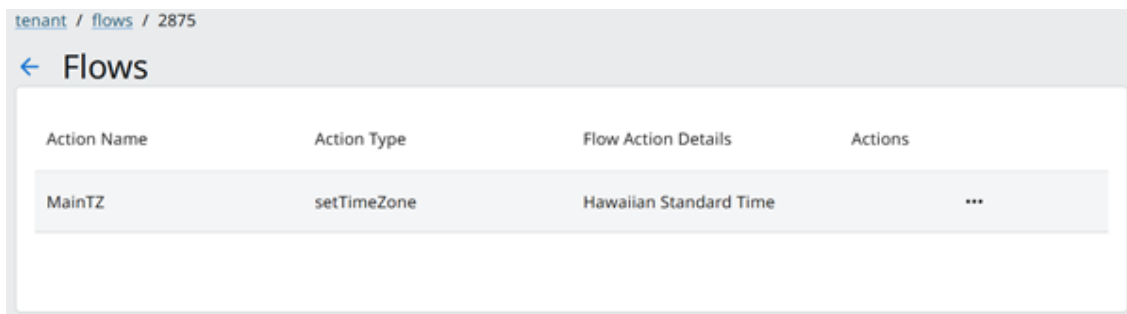 tenant / flows / 2875
← Flows
Action Name Action Type Flow Action Details Actions
MainTZ setTimeZone Hawaiian Standard Time •••